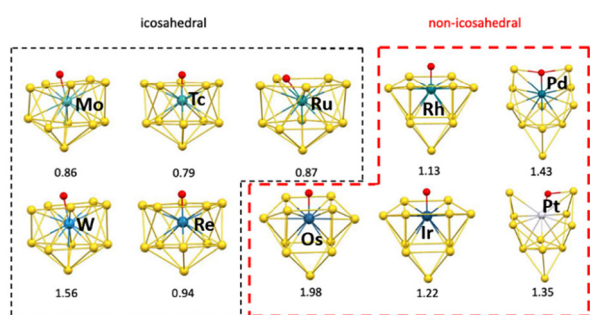 icosahedral
non-icosahedral
Mo
Tc
Ru
Rh
Pd
0.86
0.79
0.87
1.13
1.43
W
Re
Os
Ir
Pt
1.56
0.94
1.98
1.22
1.35